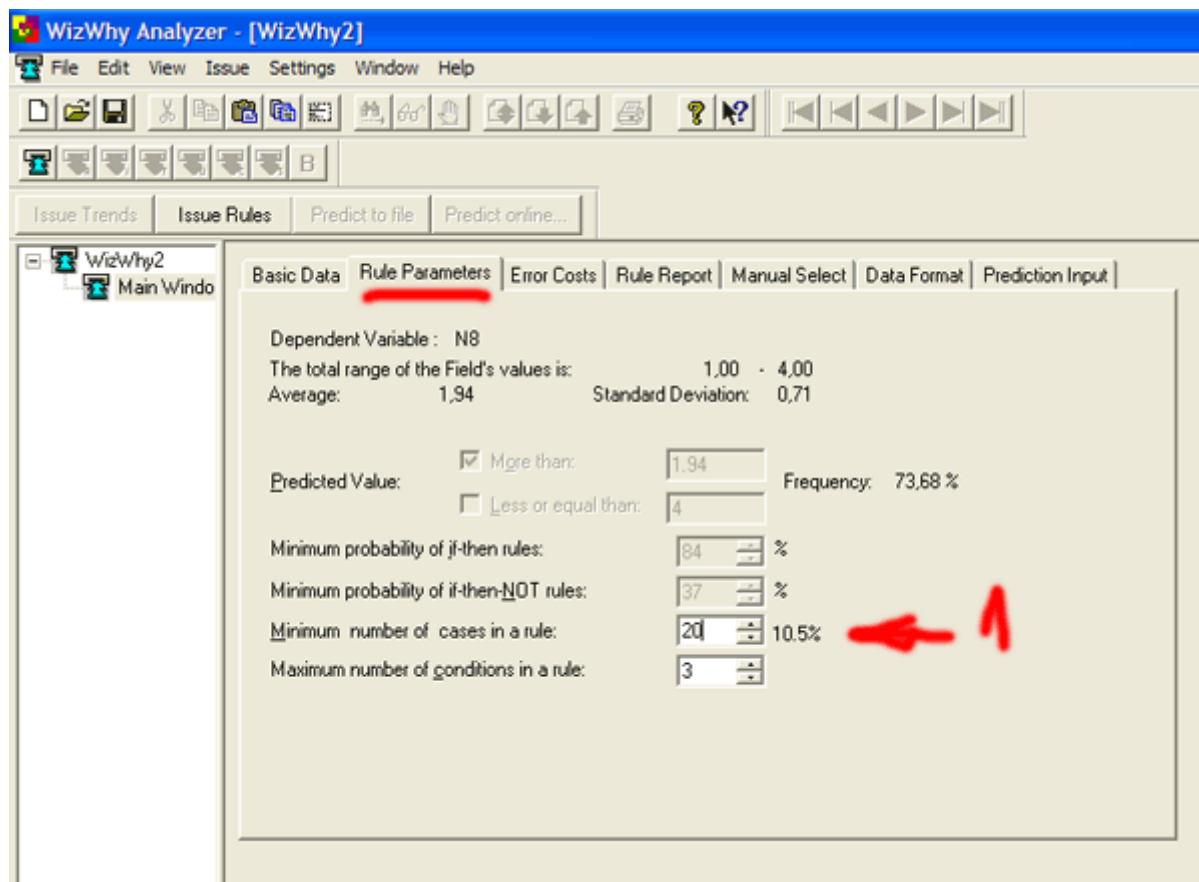 WizWhy Analyzer - [WizWhy2]
File Edit View Issue Settings Window Help
B
Issue Trends Issue Rules Predict to file Predict online...
WizWhy2
Main Windo
Basic Data Rule Parameters Error Costs Rule Report Manual Select Data Format Prediction Input
Dependent Variable : N8
The total range of the Field's values is: 1,00 - 4,00
Average: 1,94 Standard Deviation: 0,71
Predicted Value: More than: 1.94 Frequency: 73,68 %
Less or equal than: 4
Minimum probability of if-then rules: 84 %
Minimum probability of if-then-NOT rules: 37 %
Minimum number of cases in a rule: 20 10.5% 1
Maximum number of conditions in a rule: 3